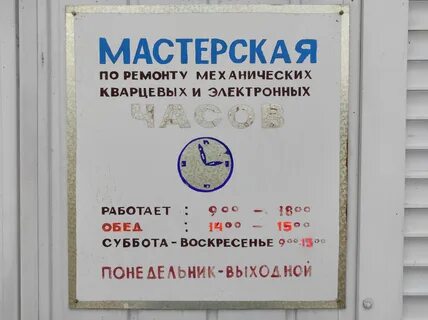 МАСТЕРСКАЯ
ПО РЕМОНТУ МЕХАНИЧЕСКИХ
КВАРЦЕВЫХ И ЭЛЕКТРОННЫХ
ЧАСОВ
РАБОТАЕТ : 9⁰⁰ – 18⁰⁰
ОБЕД : 14⁰⁰ – 15⁰⁰
СУББОТА - ВОСКРЕСЕНЬЕ 9⁰⁰-15⁰⁰
ПОНЕДЕЛЬНИК - ВЫХОДНОЙ